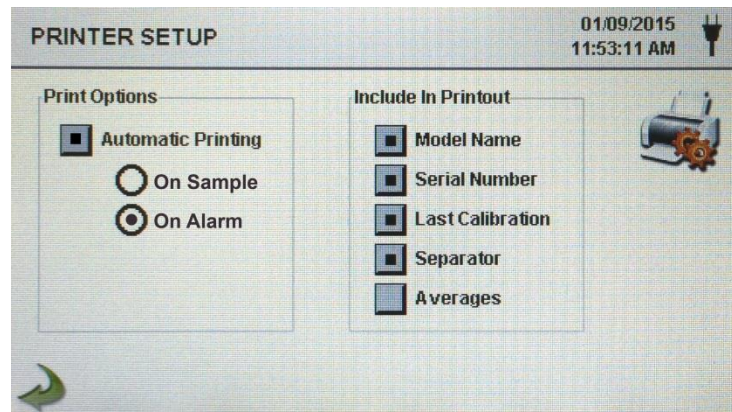 PRINTER SETUP
01/09/2015
11:53:11 AM
Print Options
Automatic Printing
On Sample
On Alarm
Include In Printout
Model Name
Serial Number
Last Calibration
Separator
Averages